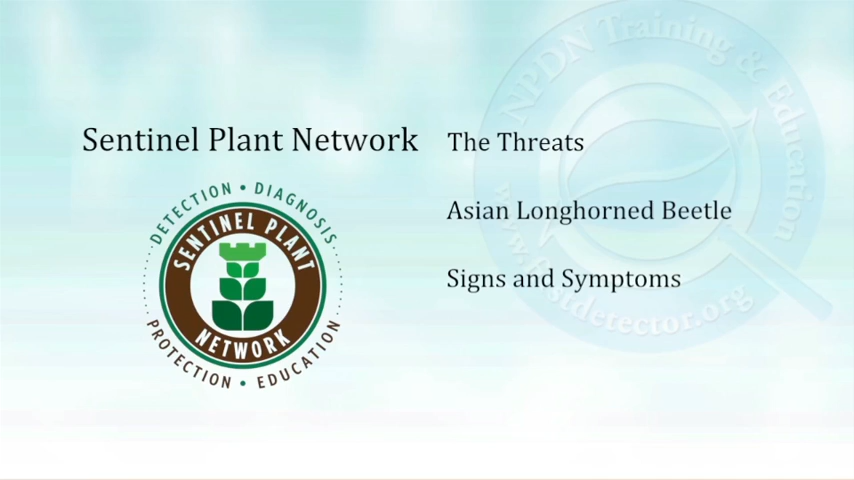 Sentinel Plant Network
DETECTION • DIAGNOSIS
SENTINEL PLANT
NETWORK
PROTECTION • EDUCATION
The Threats
Asian Longhorned Beetle
Signs and Symptoms
NPDN Training & Education